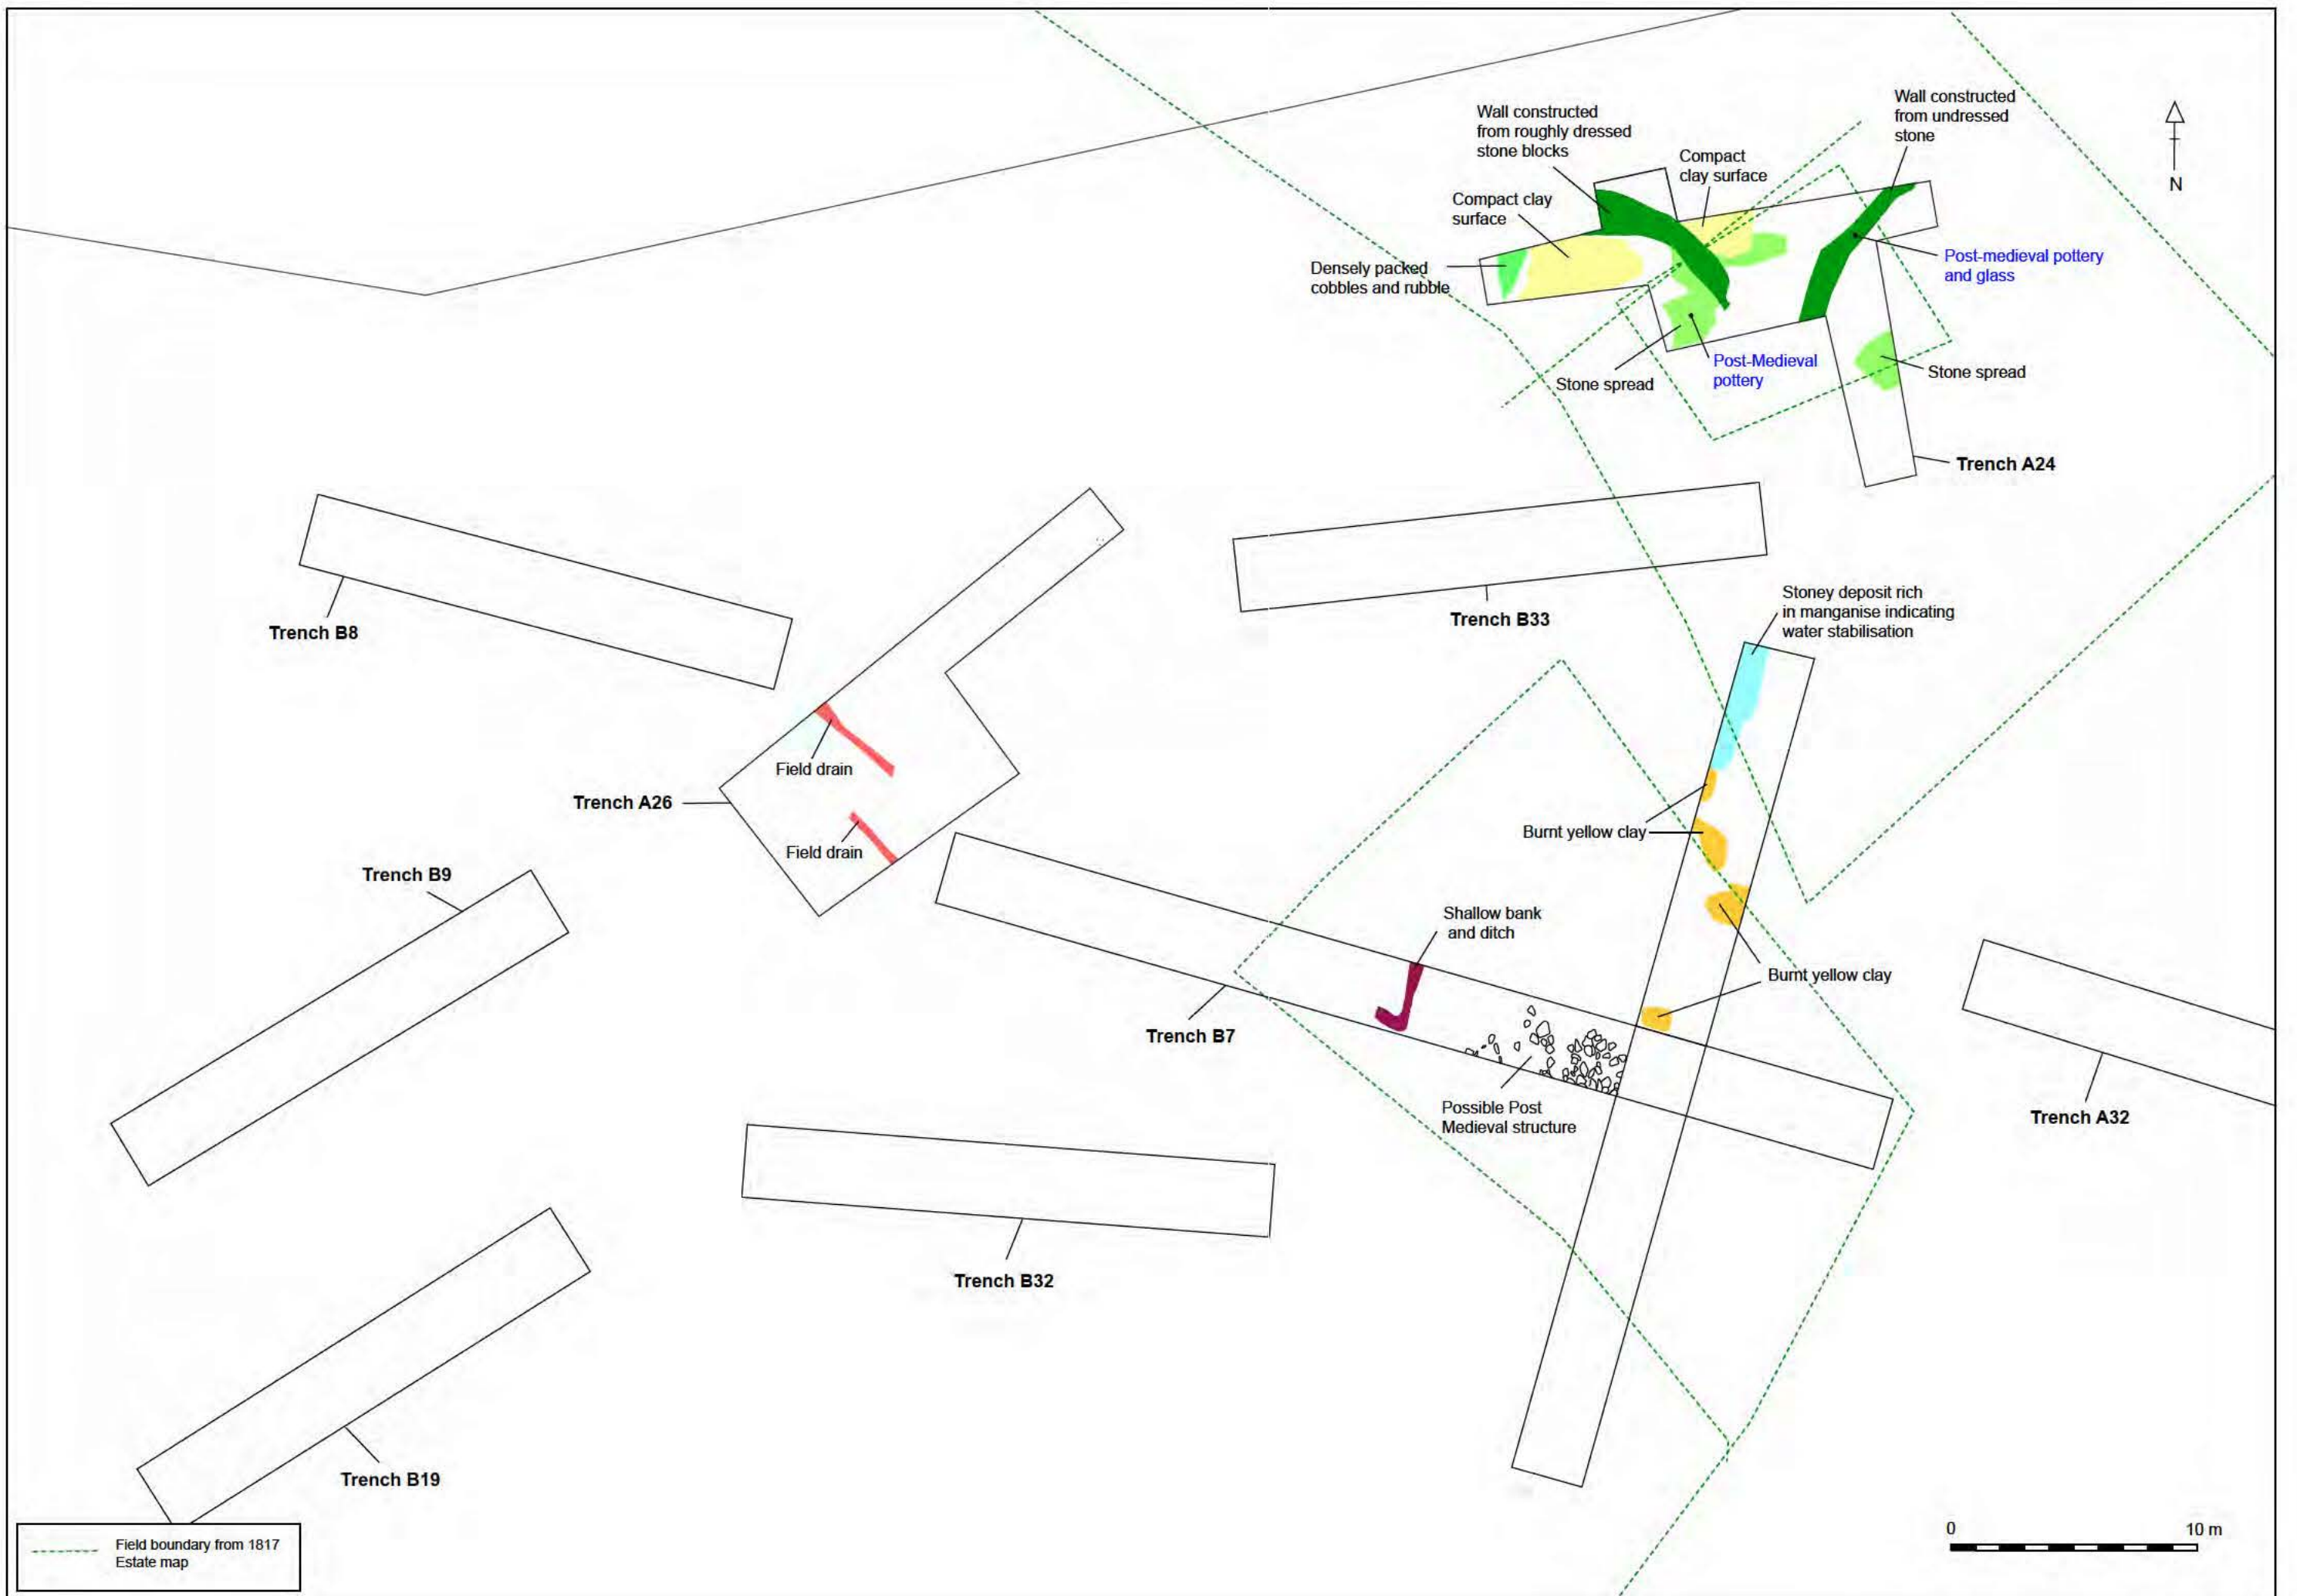 Wall constructed
from undressed
stone
Wall constructed
from roughly dressed
stone blocks
Compact
clay surface
N
Compact clay
surface
Post-medieval pottery
and glass
Densely packed
cobbles and rubble
Post-Medieval
pottery
Stone spread
Stone spread
Trench A24
Stoney deposit rich
in manganise indicating
water stabilisation
Trench B33
Trench B8
Field drain
Trench A26
Burnt yellow clay
Field drain
Trench B9
Shallow bank
and ditch
Burnt yellow clay
Trench B7
Possible Post
Medieval structure
Trench A32
Trench B32
Trench B19
0
10 m
Field boundary from 1817
Estate map